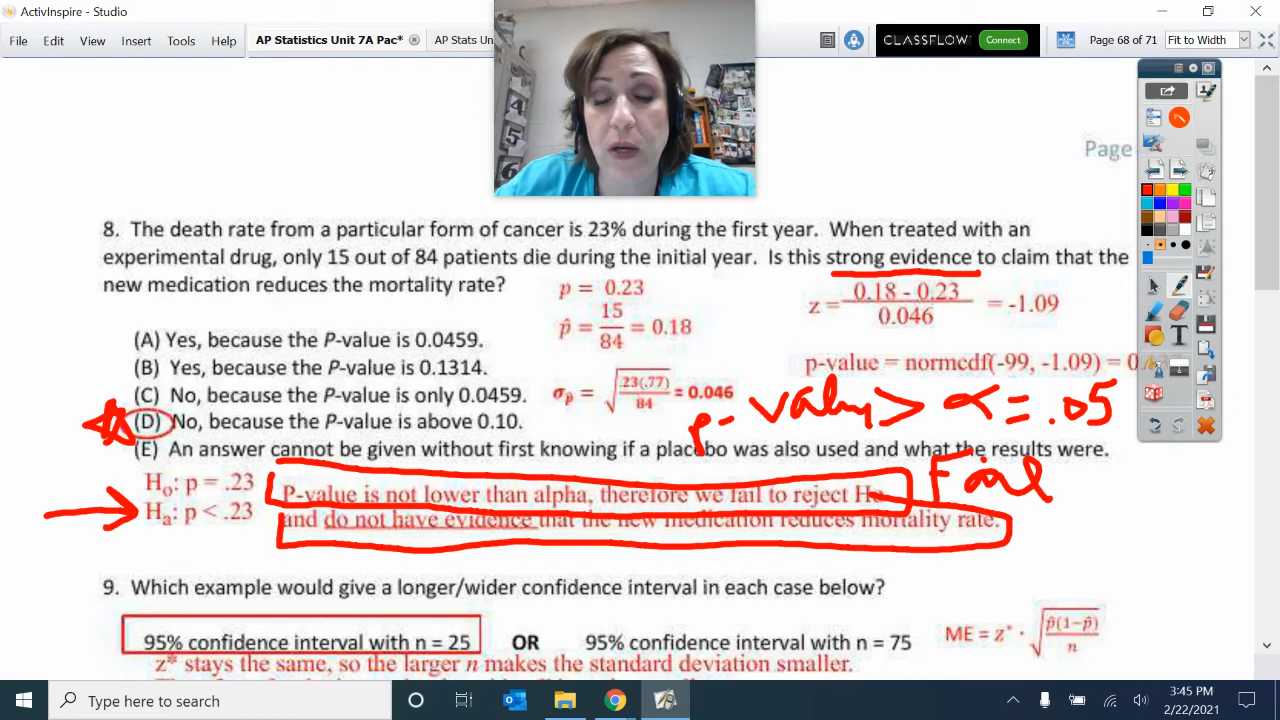 ActivInspire - Studio
File Edit View Insert Tools Help AP Statistics Unit 7A Pac* AP Stats Un CLASSFLOW Connect Page 68 of 71 Fit to Width
4
5
6
Page
8. The death rate from a particular form of cancer is 23% during the first year. When treated with an
experimental drug, only 15 out of 84 patients die during the initial year. Is this strong evidence to claim that the
new medication reduces the mortality rate?
p = 0.23
p̂ = 15/84 = 0.18
z = (0.18 - 0.23)/0.046 = -1.09
(A) Yes, because the P-value is 0.0459.
(B) Yes, because the P-value is 0.1314.
p-value = normcdf(-99, -1.09) = 0
(C) No, because the P-value is only 0.0459.
σp = √(.23(.77)/84) = 0.046
p-value > α = .05
(D) No, because the P-value is above 0.10.
(E) An answer cannot be given without first knowing if a placebo was also used and what the results were.
H₀: p = .23
Hₐ: p < .23
P-value is not lower than alpha, therefore we fail to reject Ho
and do not have evidence that the new medication reduces mortality rate.
Fail
9. Which example would give a longer/wider confidence interval in each case below?
95% confidence interval with n = 25 OR 95% confidence interval with n = 75
ME = z* · √(p̂(1-p̂)/n)
z* stays the same, so the larger n makes the standard deviation smaller.
Type here to search
3:45 PM
2/22/2021